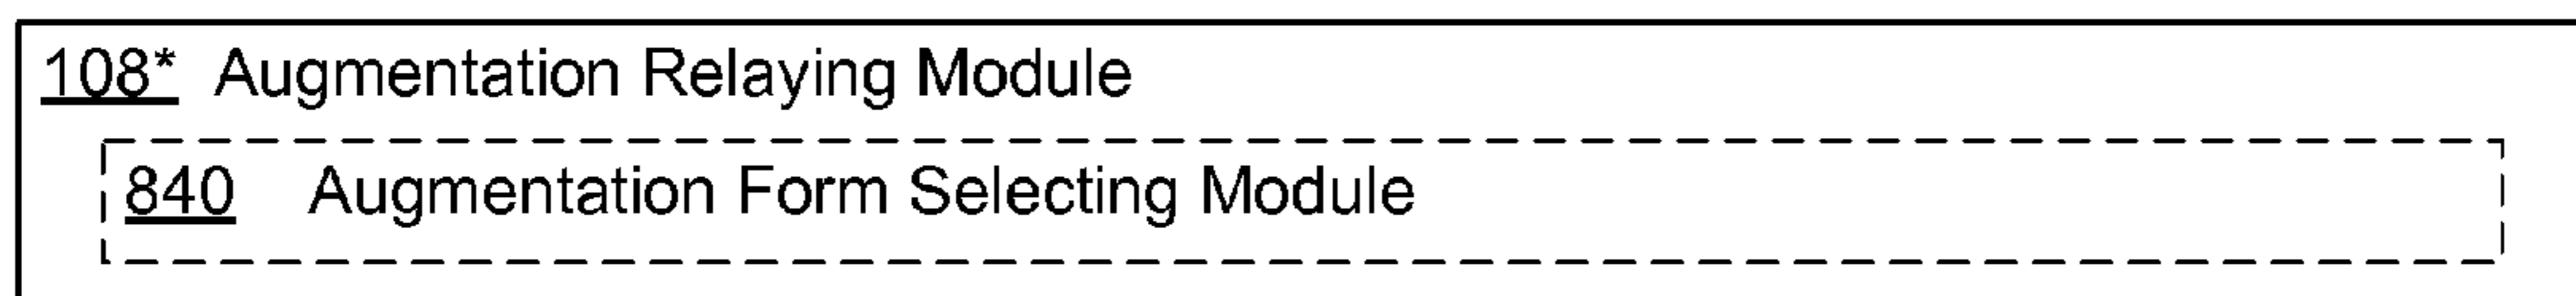 108* Augmentation Relaying Module
840 Augmentation Form Selecting Module